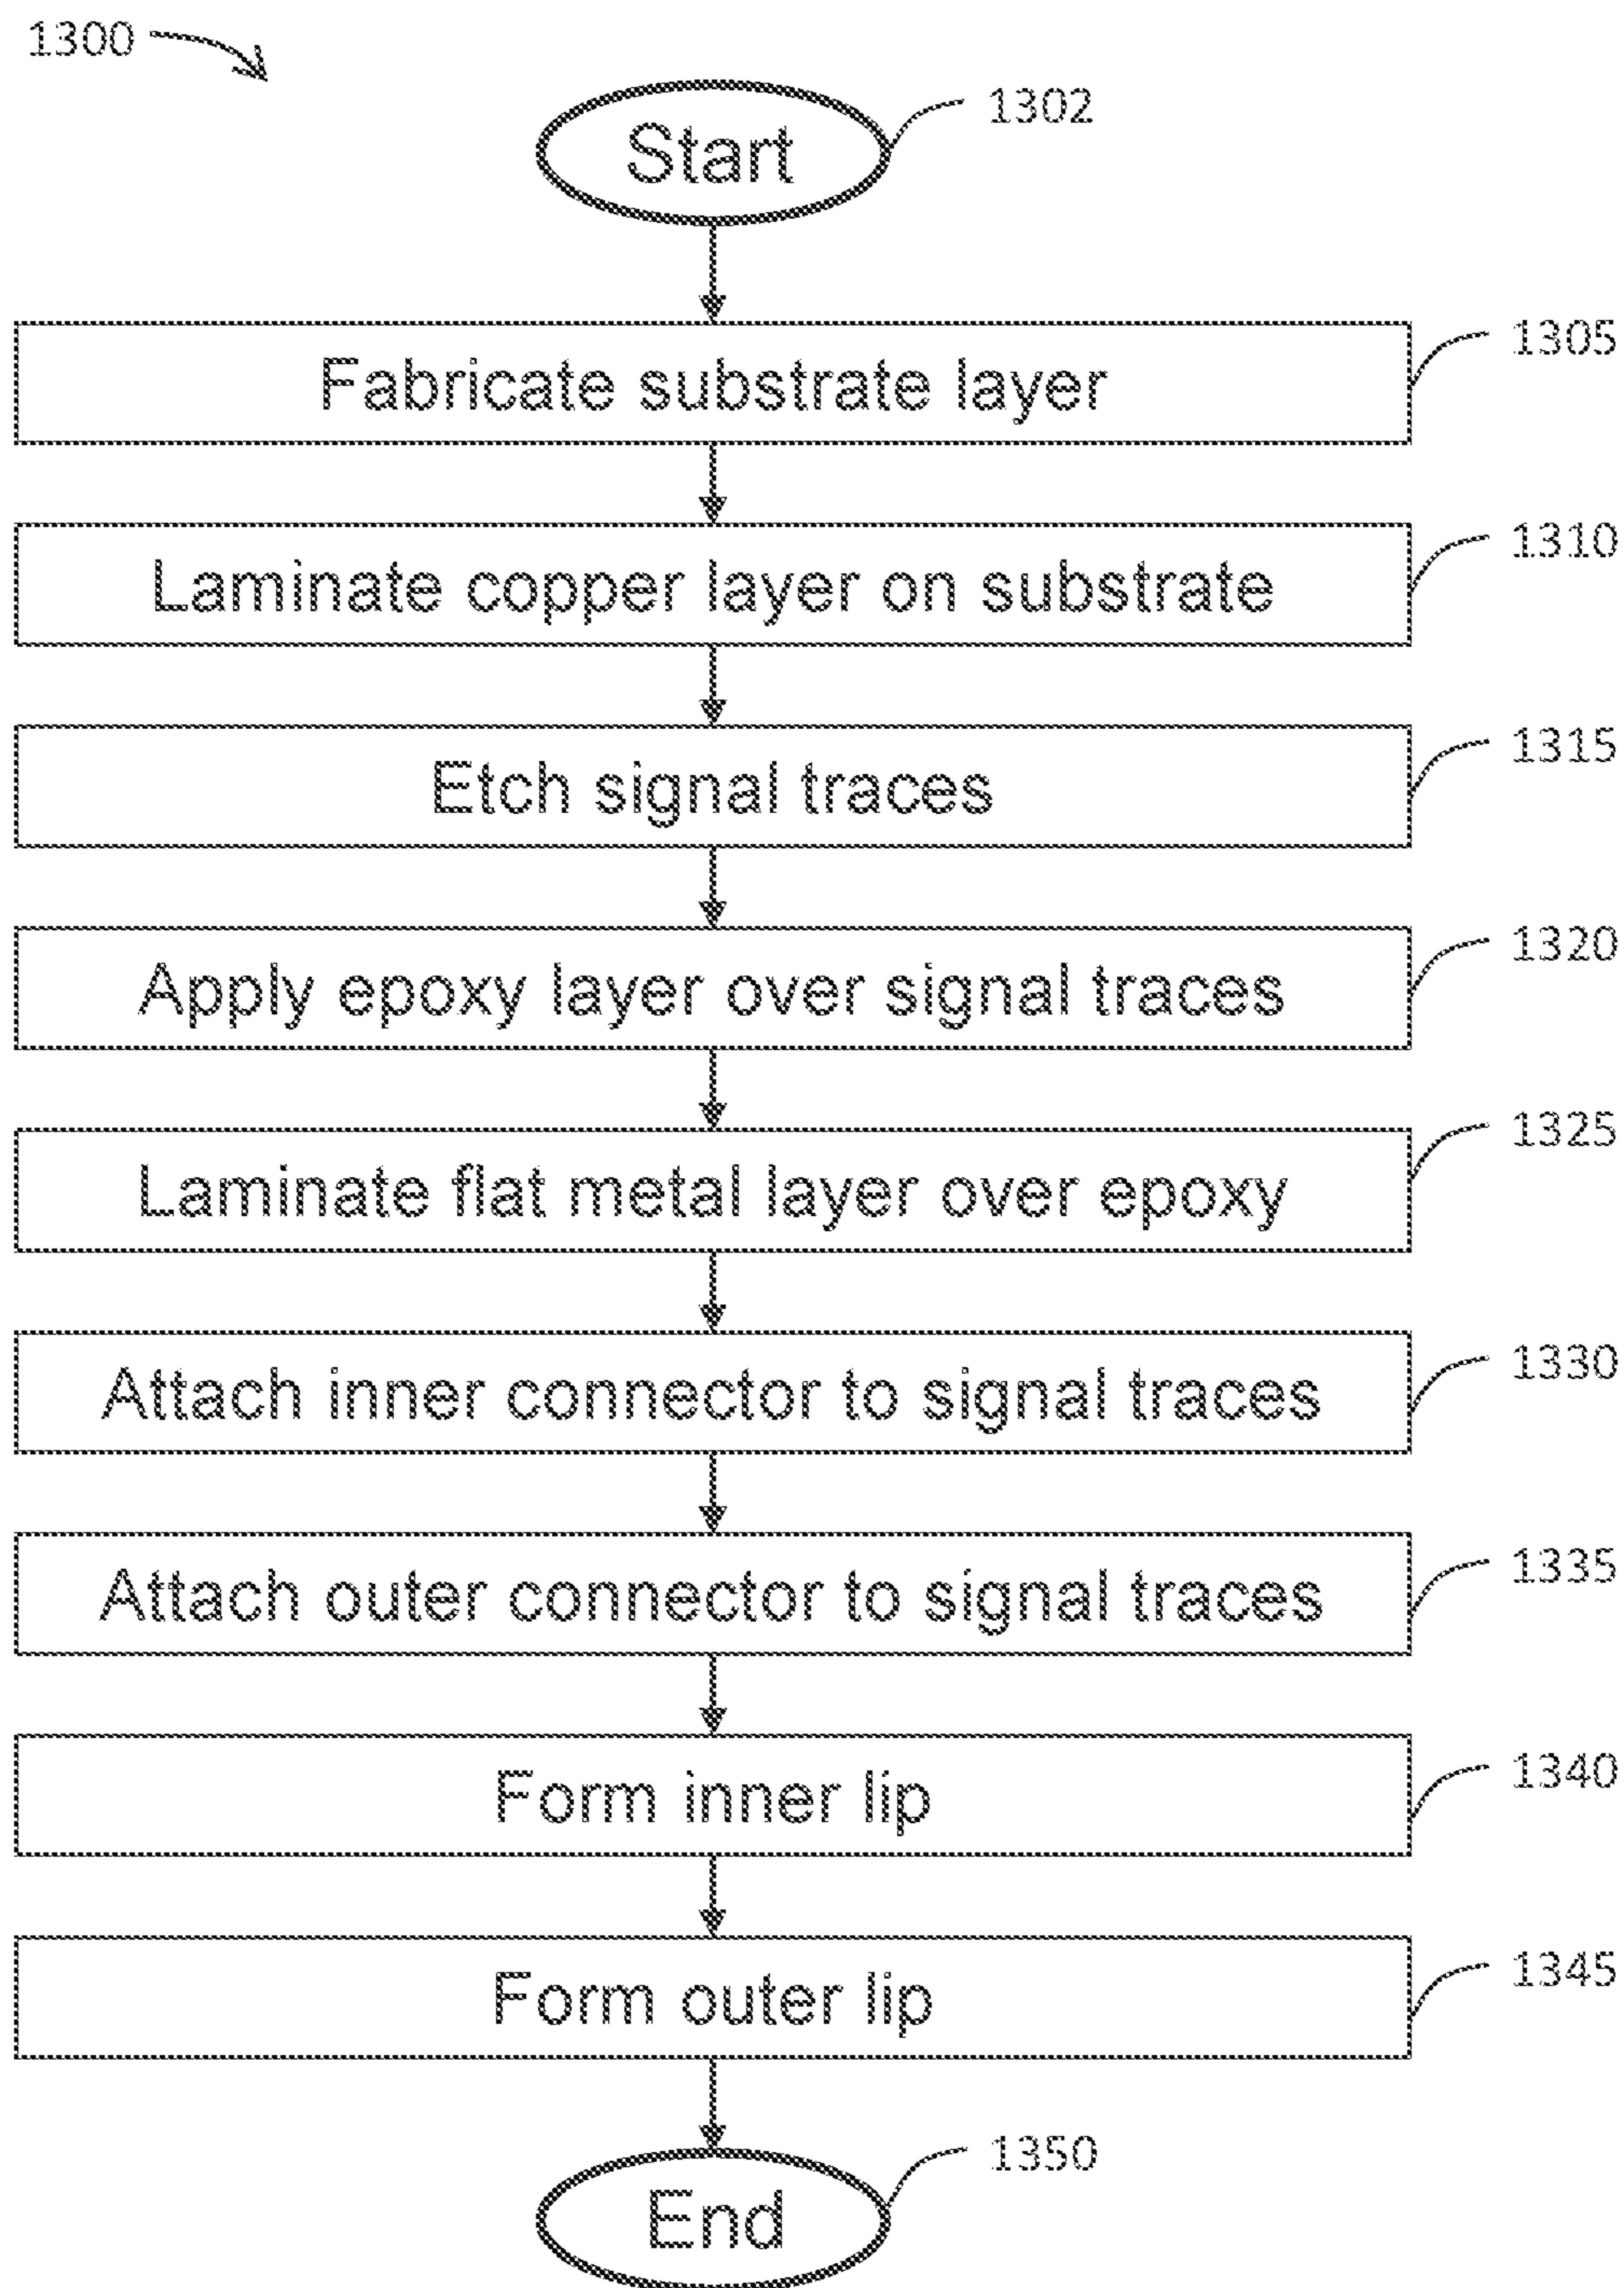 1300
Start
1302
Fabricate substrate layer
1305
Laminate copper layer on substrate
1310
Etch signal traces
1315
Apply epoxy layer over signal traces
1320
Laminate flat metal layer over epoxy
1325
Attach inner connector to signal traces
1330
Attach outer connector to signal traces
1335
Form inner lip
1340
Form outer lip
1345
End
1350